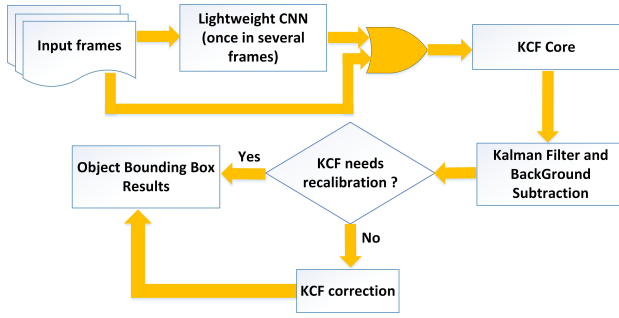 Input frames
Lightweight CNN
(once in several
frames)
KCF Core
Kalman Filter and
BackGround
Subtraction
KCF needs
recalibration ?
Yes
Object Bounding Box
Results
No
KCF correction